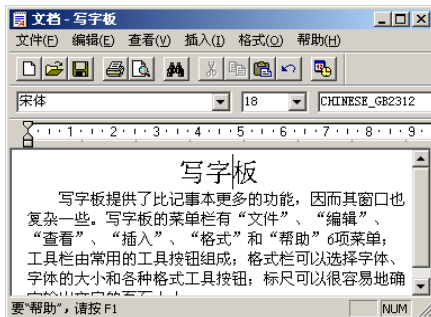 文档 - 写字板
文件(F) 编辑(E) 查看(V) 插入(I) 格式(O) 帮助(H)
宋体 18 CHINESE_GB2312
1 2 3 4 5 6 7 8 9
写字板
写字板提供了比记事本更多的功能，因而其窗口也
复杂一些。写字板的菜单栏有“文件”、“编辑”、
“查看”、“插入”、“格式”和“帮助”6项菜单；
工具栏由常用的工具按钮组成；格式栏可以选择字体、
字体的大小和各种格式工具按钮；标尺可以很容易地确
要“帮助”，请按 F1 NUM